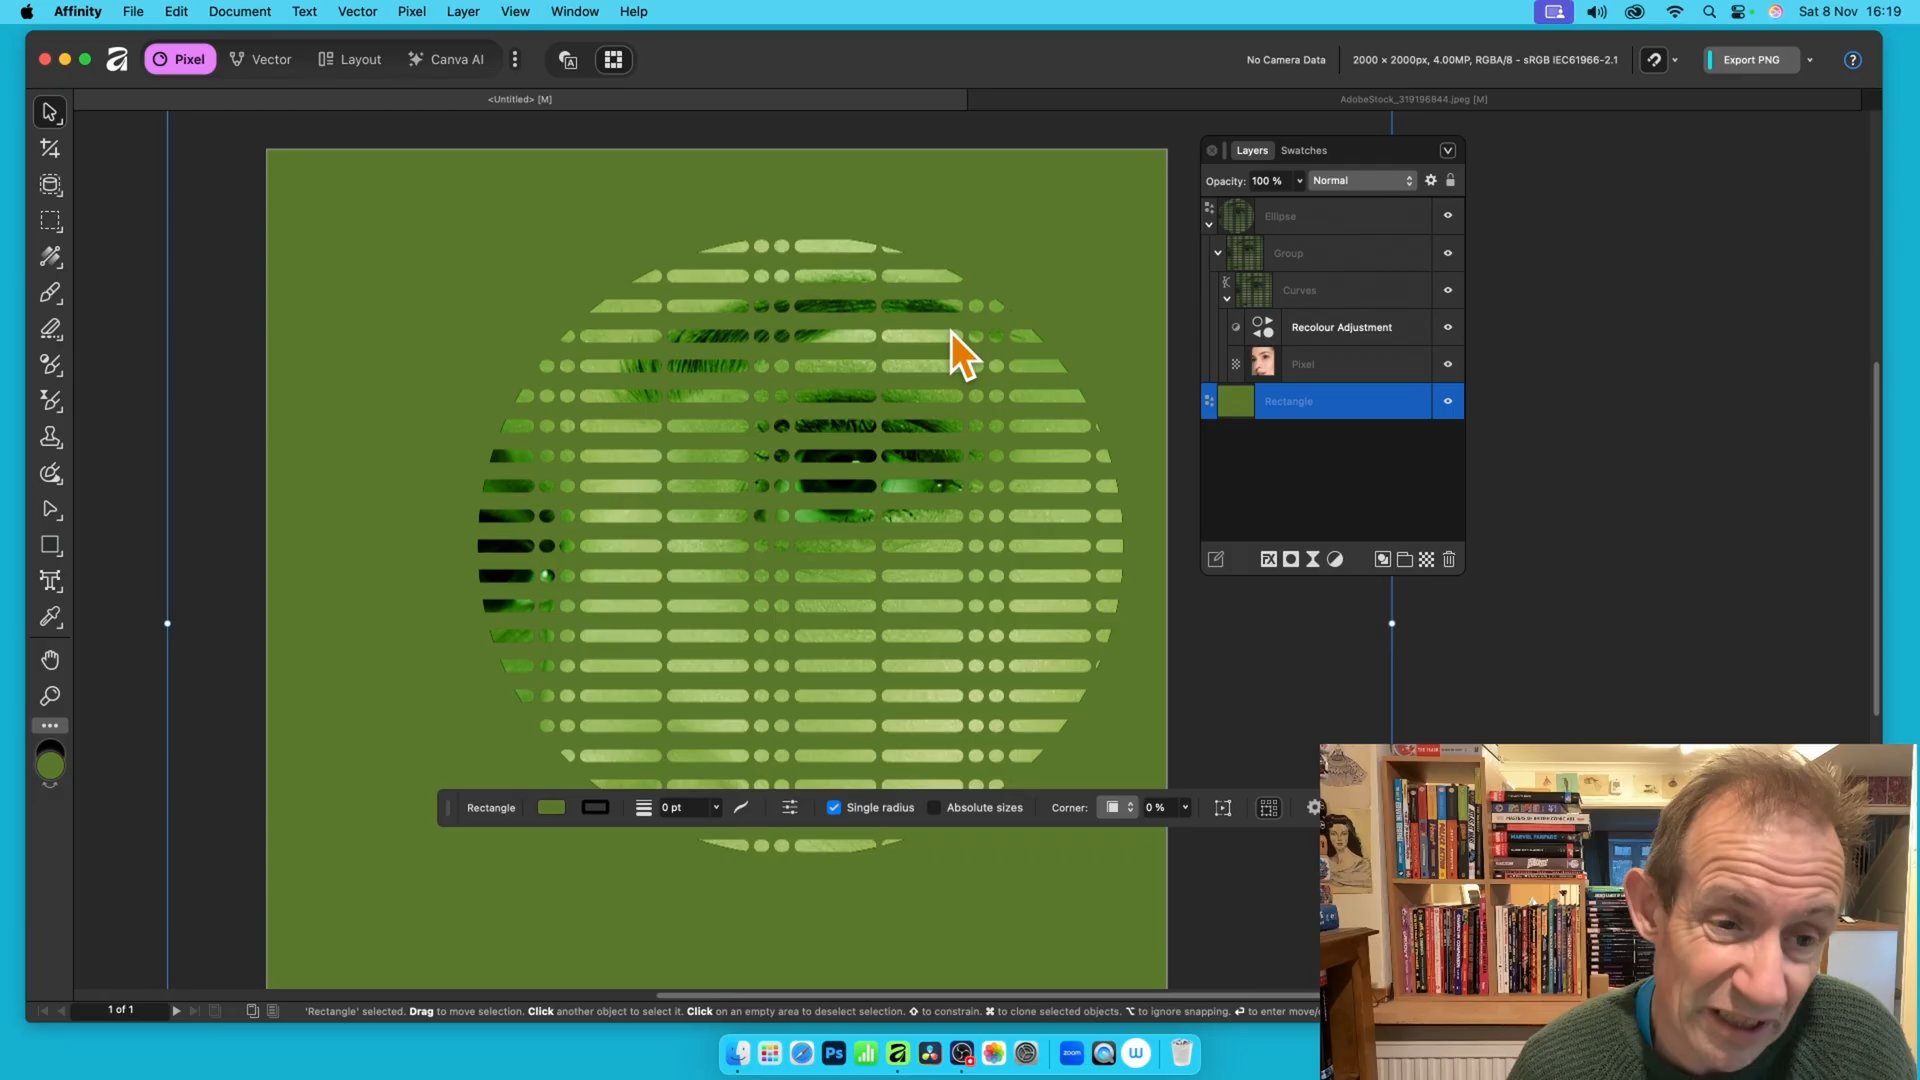 Affinity File Edit Document Text Vector Pixel Layer View Window Help Sat 8 Nov 16:19
Pixel Vector Layout Canva AI No Camera Data 2000 × 2000px, 4.00MP, RGBA/8 - sRGB IEC61966-2.1 Export PNG ?
<Untitled> [M] AdobeStock_319196844.jpeg [M]
Layers Swatches
Opacity: 100 % Normal
Ellipse
Group
Curves
Recolour Adjustment
Pixel
Rectangle
FX
Rectangle 0 pt Single radius Absolute sizes Corner: 0 %
1 of 1 'Rectangle' selected. Drag to move selection. Click another object to select it. Click on an empty area to deselect selection. ⇧ to constrain. ⌘ to clone selected objects. ⌥ to ignore snapping. ⏎ to enter move/
Ps zoom W